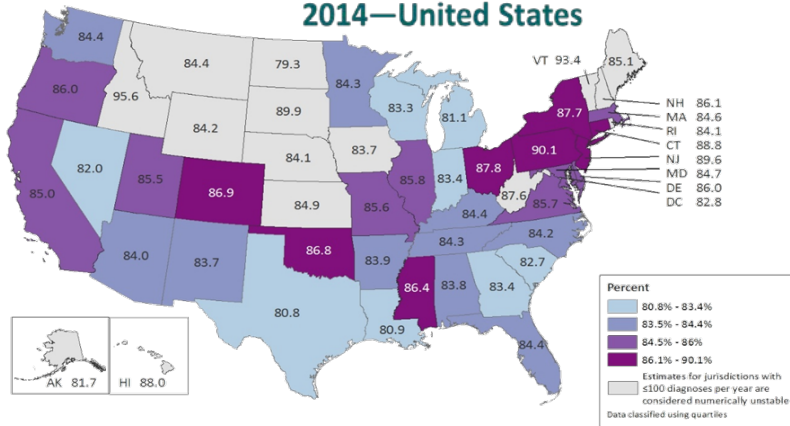 2014—United States
84.4
84.4
79.3
84.3
VT 93.4
85.1
86.0
95.6
89.9
83.3
81.1
87.7
NH 86.1
MA 84.6
RI 84.1
CT 88.8
NJ 89.6
MD 84.7
DE 86.0
DC 82.8
84.2
84.1
83.7
90.1
82.0
85.5
86.9
84.9
85.8
83.4
87.8
87.6
85.0
85.6
84.4
85.7
84.0
83.7
86.8
83.9
84.3
84.2
82.7
80.8
80.9
86.4
83.8
83.4
84.4
AK 81.7
HI 88.0
Percent
80.8% - 83.4%
83.5% - 84.4%
84.5% - 86%
86.1% - 90.1%
Estimates for jurisdictions with
≤100 diagnoses per year are
considered numerically unstable
Data classified using quartiles